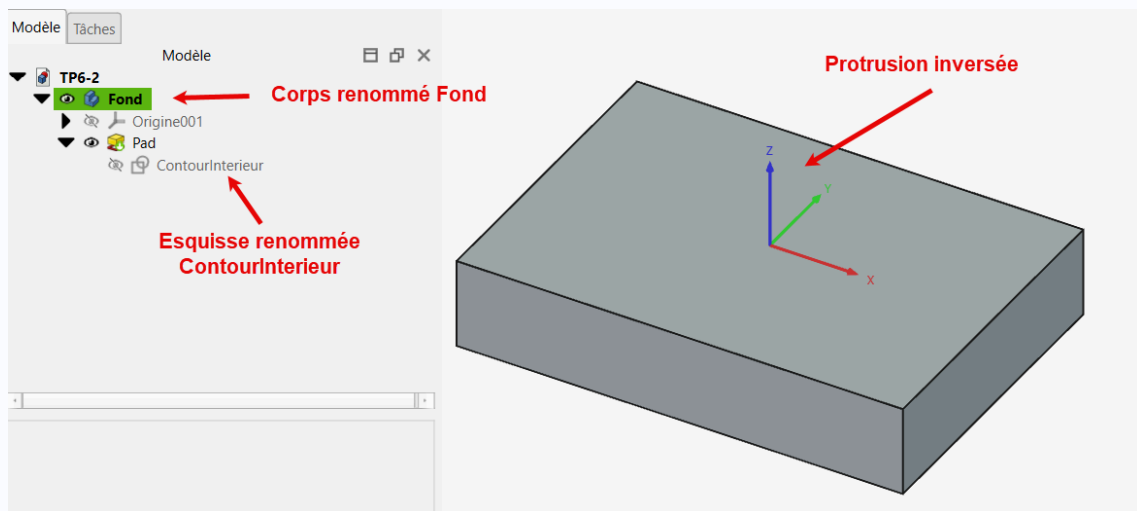 Modèle
Tâches
Modèle
TP6-2
Fond
Origine001
Pad
ContourInterieur
Corps renommé Fond
Esquisse renommée
ContourInterieur
Protrusion inversée
Z
Y
X